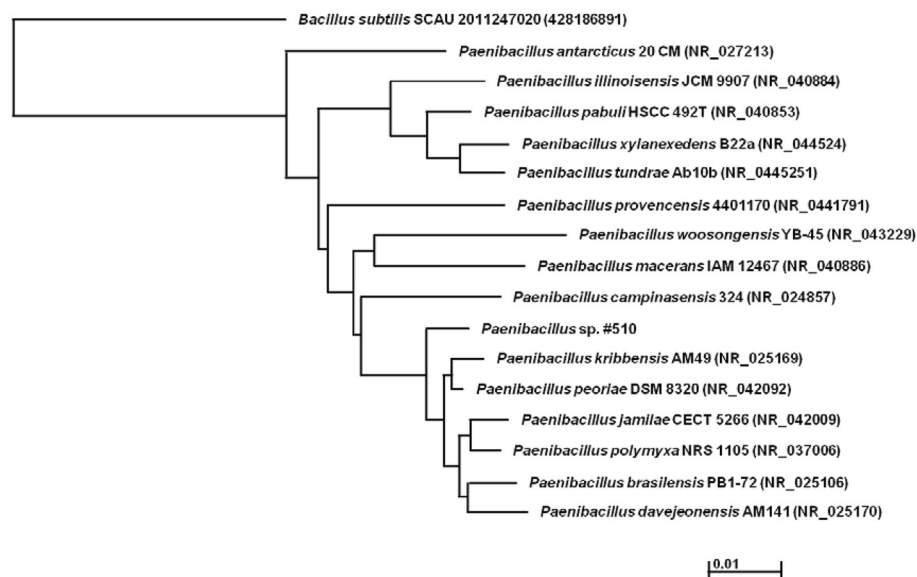 Bacillus subtilis SCAU 2011247020 (428186891)
Paenibacillus antarcticus 20 CM (NR_027213)
Paenibacillus illinoisensis JCM 9907 (NR_040884)
Paenibacillus pabuli HSCC 492T (NR_040853)
Paenibacillus xylanexedens B22a (NR_044524)
Paenibacillus tundrae Ab10b (NR_0445251)
Paenibacillus provencensis 4401170 (NR_0441791)
Paenibacillus woosongensis YB-45 (NR_043229)
Paenibacillus macerans IAM 12467 (NR_040886)
Paenibacillus campinasensis 324 (NR_024857)
Paenibacillus sp. #510
Paenibacillus kribbensis AM49 (NR_025169)
Paenibacillus peoriae DSM 8320 (NR_042092)
Paenibacillus jamilae CECT 5266 (NR_042009)
Paenibacillus polymyxa NRS 1105 (NR_037006)
Paenibacillus brasilensis PB1-72 (NR_025106)
Paenibacillus davejeonensis AM141 (NR_025170)
0.01